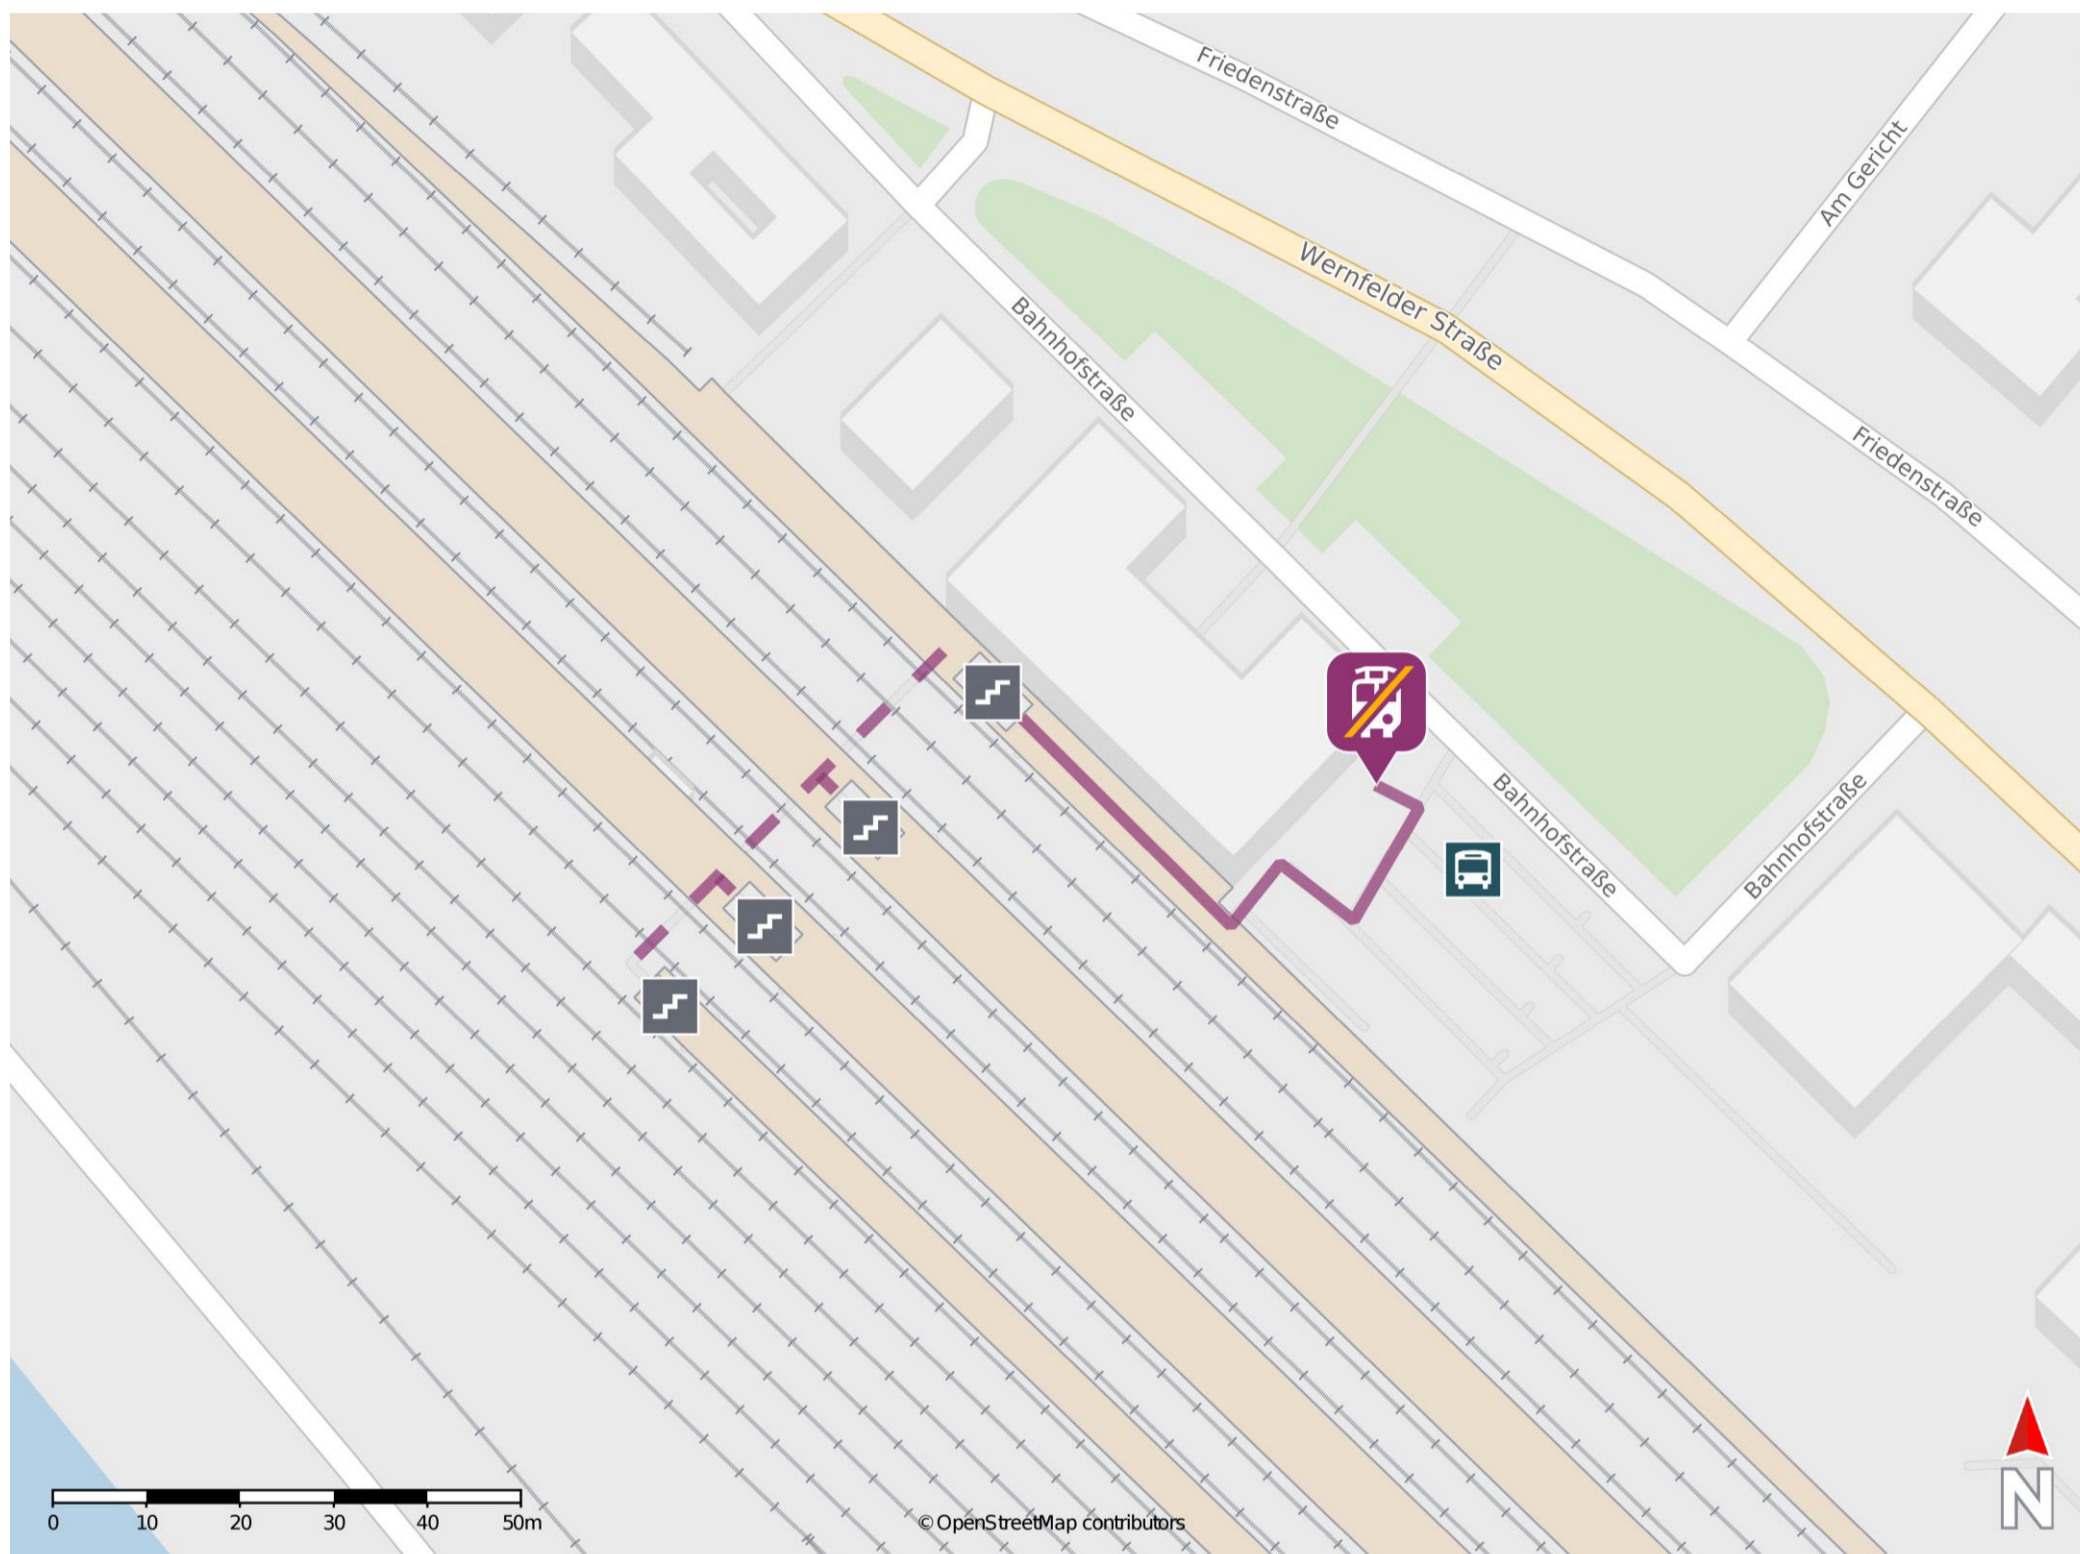 Friedenstraße
Am Gericht
Wernfelder Straße
Bahnhofstraße
Friedenstraße
Bahnhofstraße
Bahnhofstraße
0 10 20 30 40 50m
© OpenStreetMap contributors
N